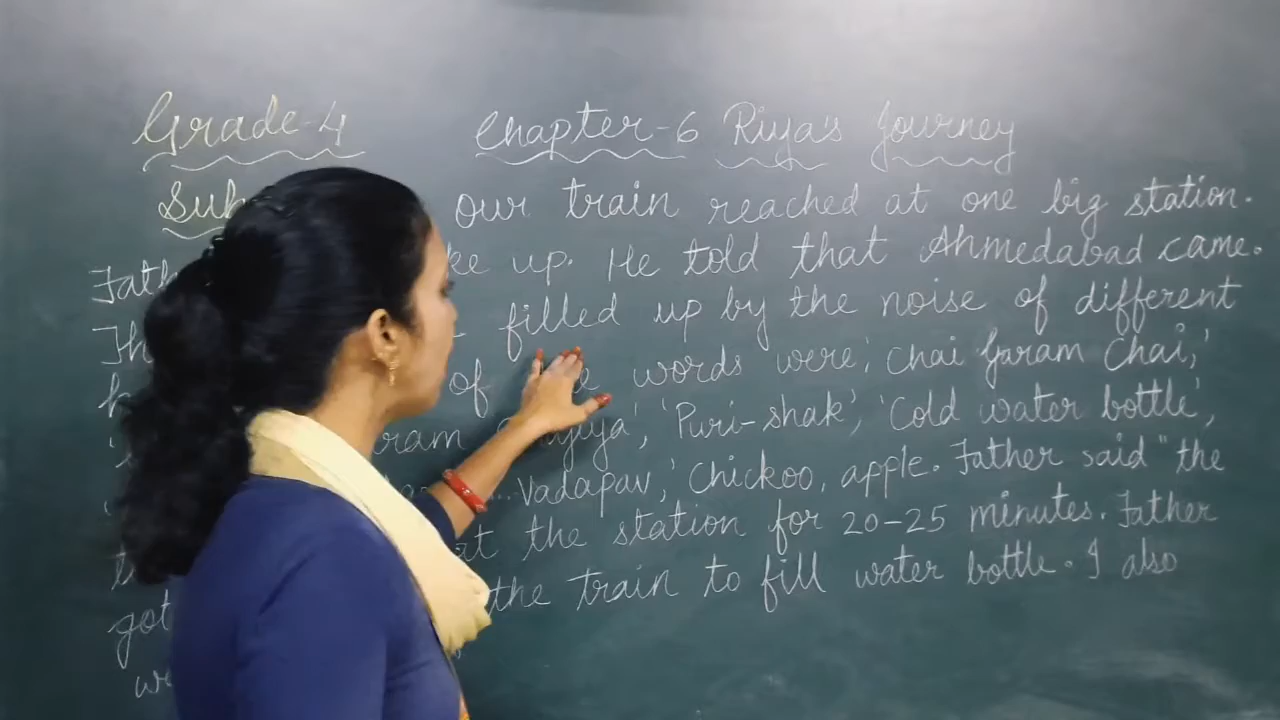 Grade-4 Chapter-6 Riya's Journey
Sub our train reached at one big station.
Fath ke up. He told that Ahmedabad came.
Th filled up by the noise of different
h of words were 'Chai Garam Chai,'
ram 'Puri-shak', 'Cold water bottle',
...Vadapav,' Chickoo, apple. Father said "the
t at the station for 20-25 minutes. Father
got the train to fill water bottle. I also
we